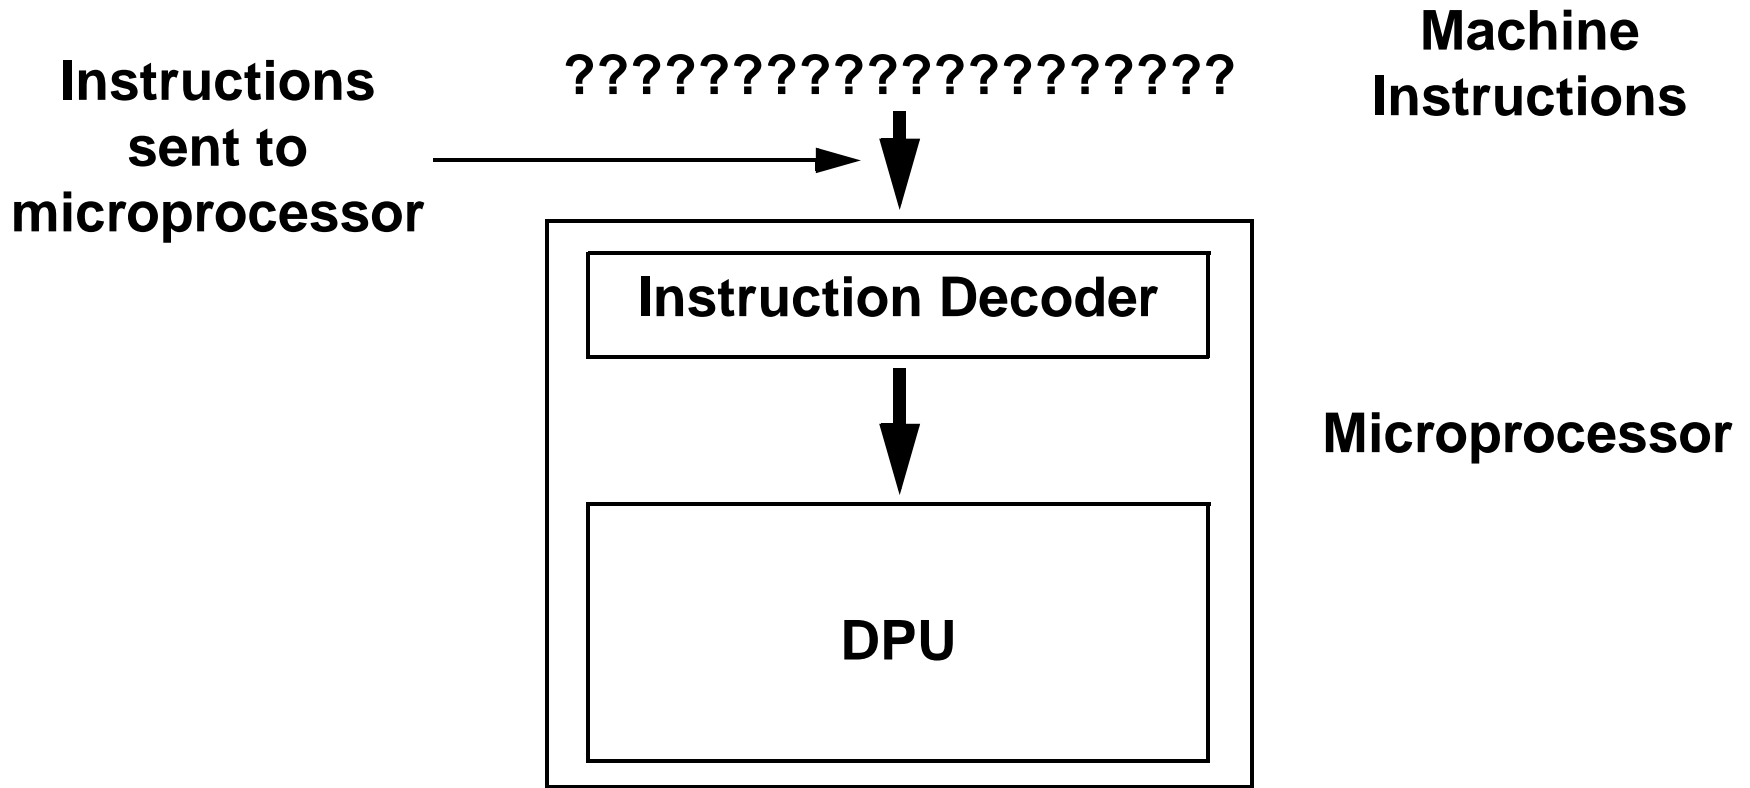 Instructions
sent to
microprocessor
????????????????????
Machine
Instructions
Instruction Decoder
Microprocessor
DPU